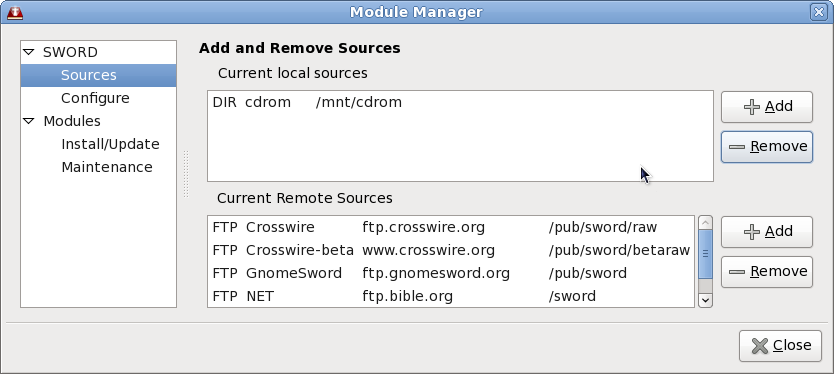 Module Manager
SWORD
Sources
Configure
Modules
Install/Update
Maintenance
Add and Remove Sources
Current local sources
DIR cdrom /mnt/cdrom
Add
Remove
Current Remote Sources
FTP Crosswire ftp.crosswire.org /pub/sword/raw
FTP Crosswire-beta www.crosswire.org /pub/sword/betaraw
FTP GnomeSword ftp.gnomesword.org /pub/sword
FTP NET ftp.bible.org /sword
Add
Remove
Close